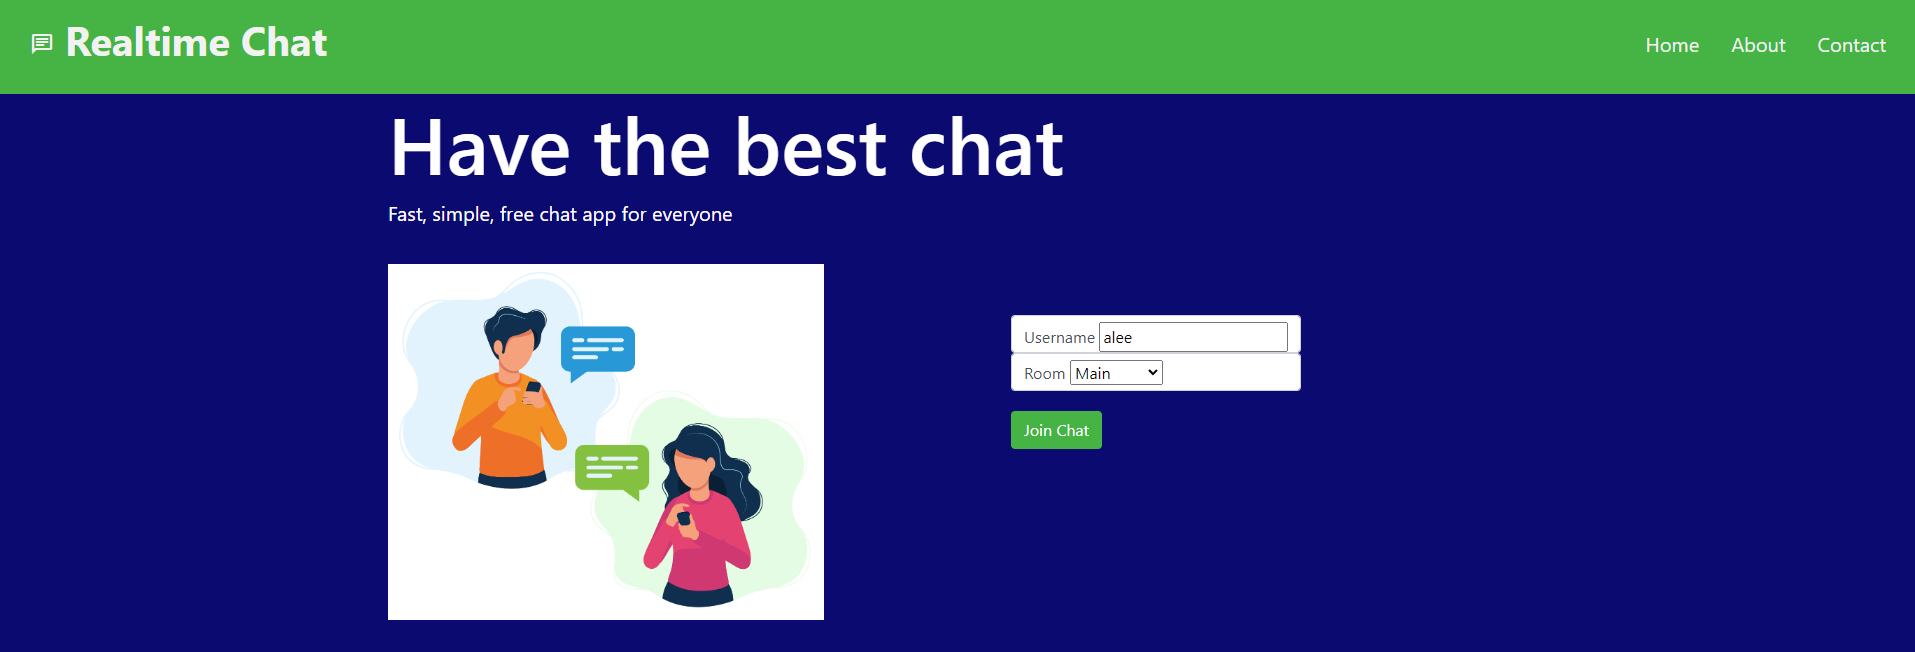 Realtime Chat
Home About Contact
Have the best chat
Fast, simple, free chat app for everyone
Username alee
Room Main
Join Chat